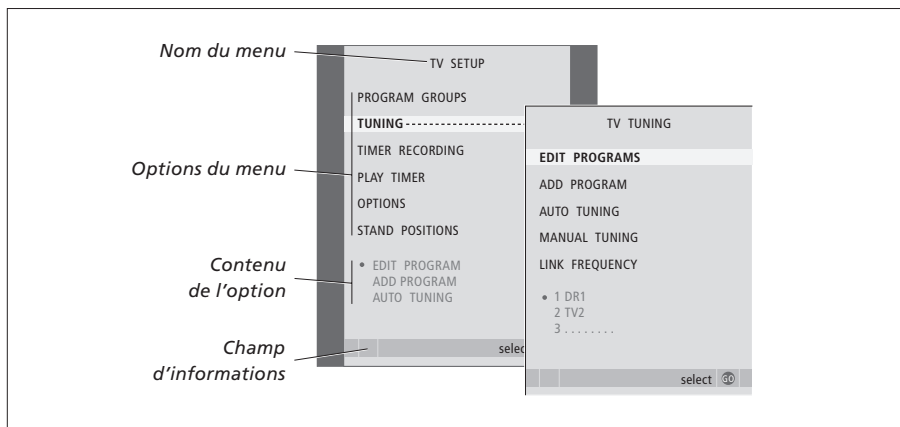 Nom du menu
Options du menu
Contenu
de l'option
Champ
d'informations
TV SETUP
PROGRAM GROUPS
TUNING
TIMER RECORDING
PLAY TIMER
OPTIONS
STAND POSITIONS
• EDIT PROGRAM
ADD PROGRAM
AUTO TUNING
selec
TV TUNING
EDIT PROGRAMS
ADD PROGRAM
AUTO TUNING
MANUAL TUNING
LINK FREQUENCY
• 1 DR1
2 TV2
3 . . . . . . . .
select GO